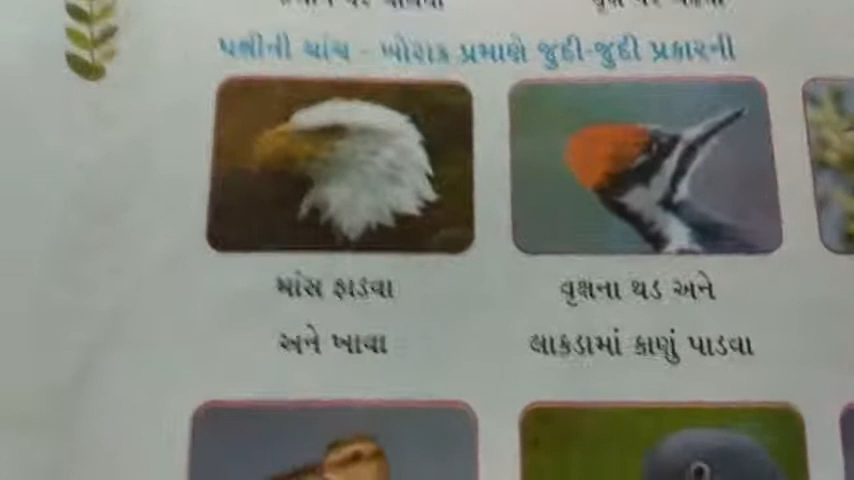 પક્ષીની ચાંચ - ખોરાક પ્રમાણે જુદી-જુદી પ્રકારની
માંસ ફાડવા
અને ખાવા
વૃક્ષના થડ અને
લાકડામાં કાણું પાડવા